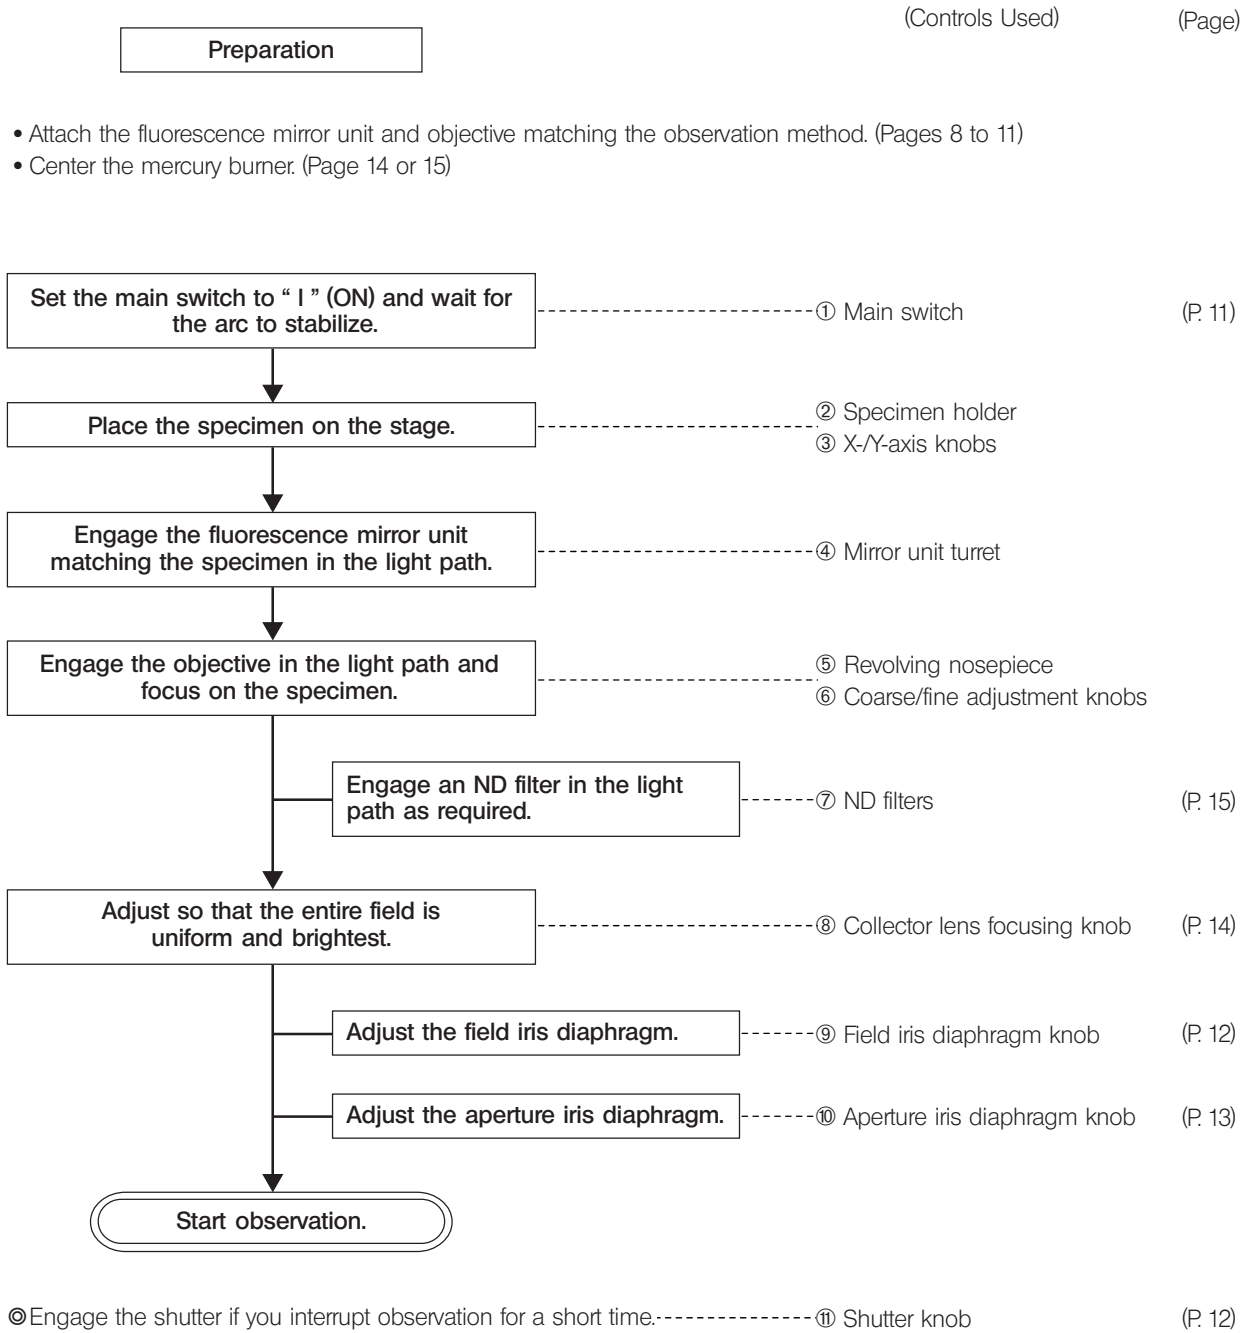 (Controls Used) (Page)
Preparation
• Attach the fluorescence mirror unit and objective matching the observation method. (Pages 8 to 11)
• Center the mercury burner. (Page 14 or 15)
Set the main switch to “ I ” (ON) and wait for
the arc to stabilize.
① Main switch (P. 11)
Place the specimen on the stage.
② Specimen holder
③ X-/Y-axis knobs
Engage the fluorescence mirror unit
matching the specimen in the light path.
④ Mirror unit turret
Engage the objective in the light path and
focus on the specimen.
⑤ Revolving nosepiece
⑥ Coarse/fine adjustment knobs
Engage an ND filter in the light
path as required.
⑦ ND filters (P. 15)
Adjust so that the entire field is
uniform and brightest.
⑧ Collector lens focusing knob (P. 14)
Adjust the field iris diaphragm.
⑨ Field iris diaphragm knob (P. 12)
Adjust the aperture iris diaphragm.
⑩ Aperture iris diaphragm knob (P. 13)
Start observation.
◎Engage the shutter if you interrupt observation for a short time. ⑪ Shutter knob (P. 12)